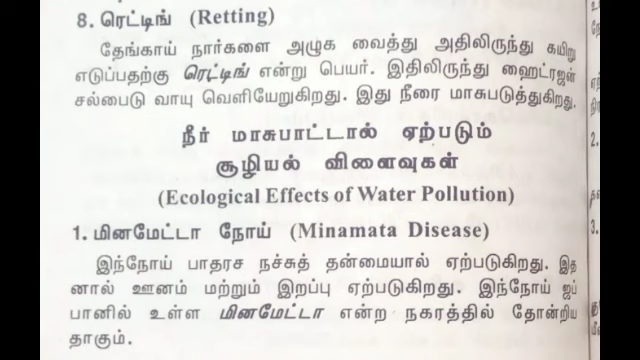 8. ரெட்டிங் (Retting)
தேங்காய் நார்களை அழுக வைத்து அதிலிருந்து கயிறு
எடுப்பதற்கு ரெட்டிங் என்று பெயர். இதிலிருந்து ஹைட்ரஜன்
சல்பைடு வாயு வெளியேறுகிறது. இது நீரை மாசுபடுத்துகிறது.
நீர் மாசுபாட்டால் ஏற்படும்
சூழியல் விளைவுகள்
(Ecological Effects of Water Pollution)
1. மினமேட்டா நோய் (Minamata Disease)
இந்நோய் பாதரச நச்சுத் தன்மையால் ஏற்படுகிறது. இத
னால் ஊனம் மற்றும் இறப்பு ஏற்படுகிறது. இந்நோய் ஜப்
பானில் உள்ள மினமேட்டா என்ற நகரத்தில் தோன்றிய
தாகும்.
2.
3.